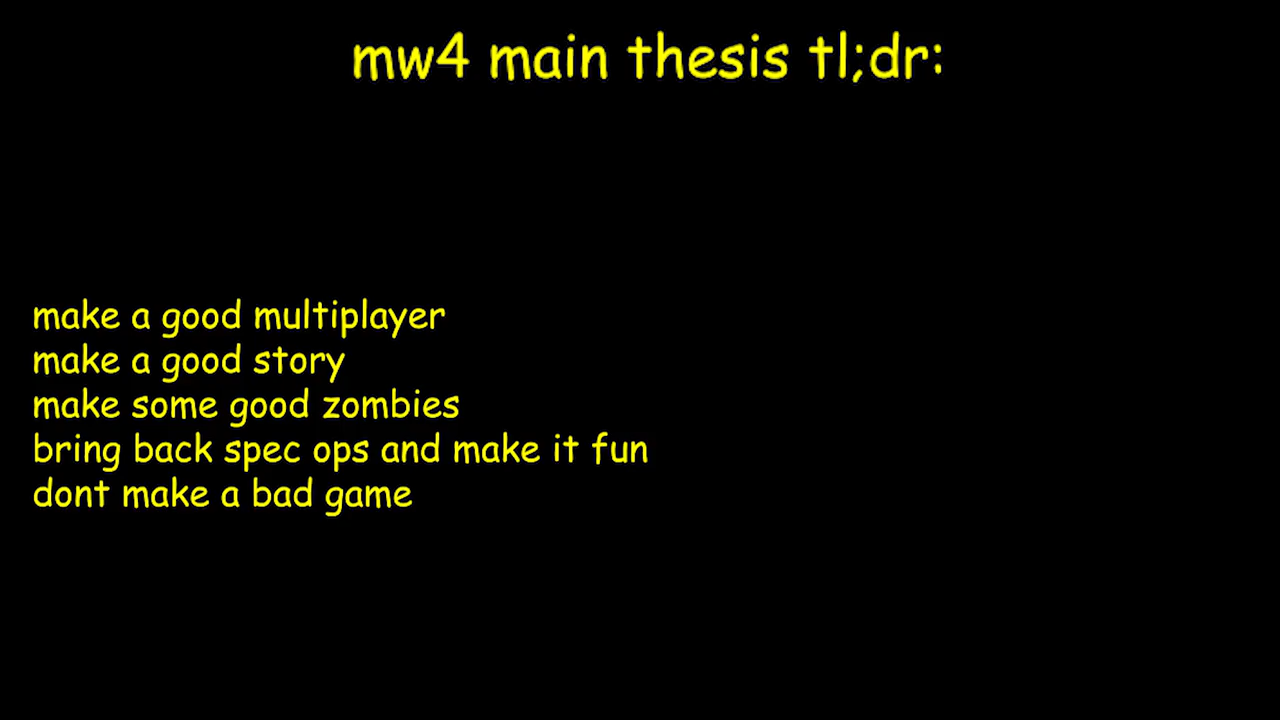 mw4 main thesis tl;dr:
make a good multiplayer
make a good story
make some good zombies
bring back spec ops and make it fun
dont make a bad game